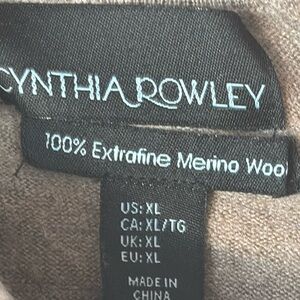 CYNTHIA ROWLEY
100% Extrafine Merino Woo
US: XL
CA: XL/TG
UK: XL
EU: XL
MADE IN
CHINA